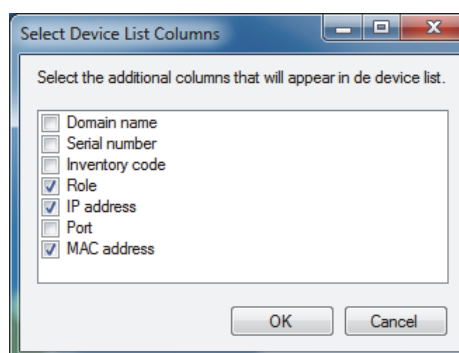 Select Device List Columns
Select the additional columns that will appear in de device list.
Domain name
Serial number
Inventory code
Role
IP address
Port
MAC address
OK Cancel